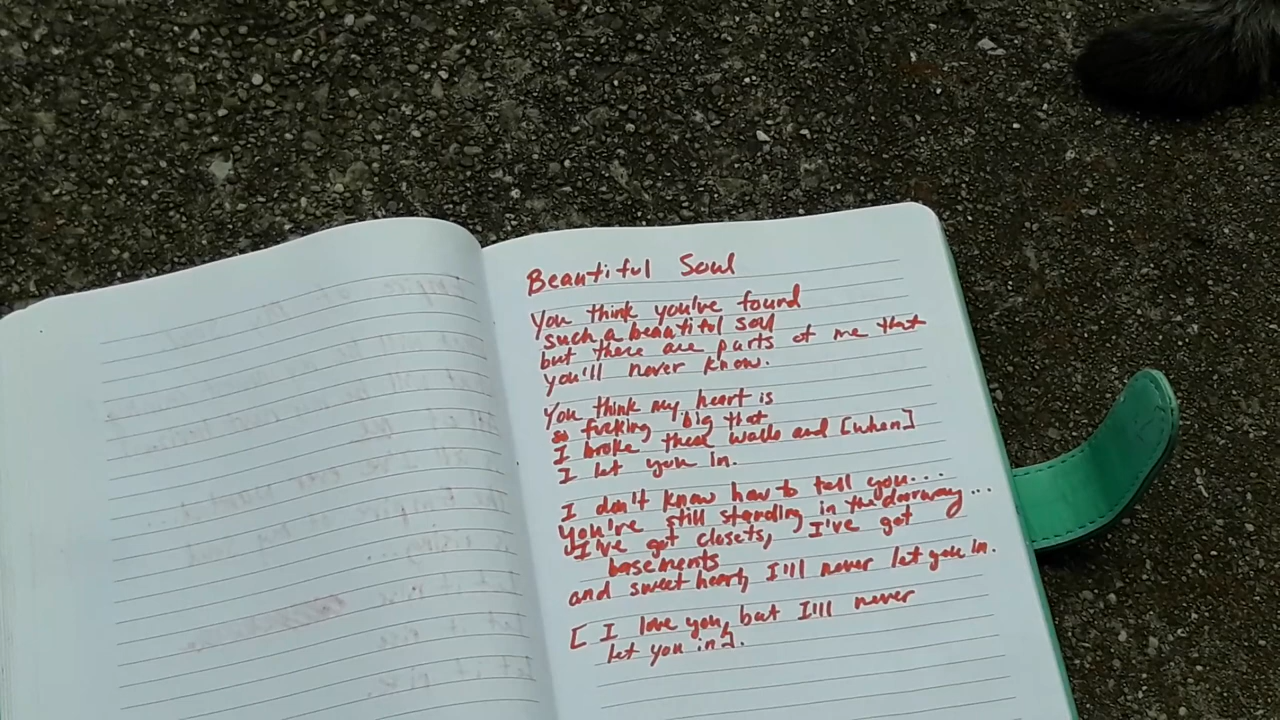 Beautiful Soul
You think you've found
such a beautiful soul
but there are parts of me that
you'll never know.
You think my heart is
so fucking big that
I broke these walls and [when]
I let you in.
I don't know how to tell you...
you're still standing in the doorway...
I've got closets, I've got
basements
and sweetheart, I'll never let you in.
[I love you, but I'll never
let you in].